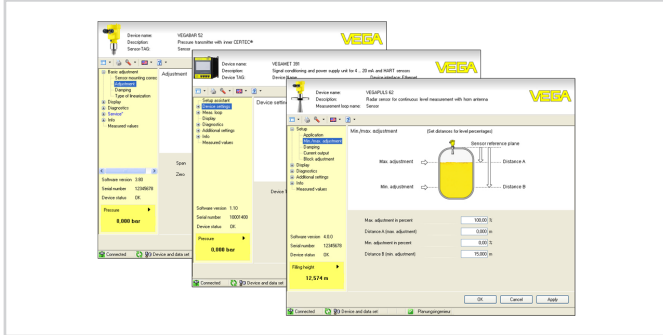 Device name: VEGABAR 52
Description: Pressure transmitter with inner CERTEC®
Sensor-TAG: Sensor
VEGA
Basic adjustment
Sensor mounting correc
Adjustment
Damping
Type of linearization
Display
Diagnostics
Service"
Info
Measured values
Adjustment
Span
Zero
Software version 3.80
Serial number 12345678
Device status OK
Pressure
0,000 bar
Connected Device and data set
Device name: VEGAMET 391
Description: Signal conditioning and power supply unit for 4 ... 20 mA and HART sensors
Device TAG: Device Name
Device interface: Ethernet
VEGA
Setup assistant
Device settings
Meas. loop
Display
Diagnostics
Additional settings
Info
Measured values
Device settin
Device T
Software version 1.10
Serial number 10001400
Device status OK
Pressure
0,000 bar
Connected Device and data set
Device name: VEGAPULS 62
Description: Radar sensor for continuous level measurement with horn antenna
Measurement loop name: Sensor
VEGA
Setup
Application
Min./max. adjustment
Damping
Current output
Block adjustment
Display
Diagnostics
Additional settings
Info
Measured values
Min./max. adjustment (Set distances for level percentages)
Sensor reference plane
Max. adjustment
Distance A
Min. adjustment
Distance B
Max. adjustment in percent 100,00 %
Distance A (max. adjustment) 0,000 m
Min. adjustment in percent 0,00 %
Distance B (min. adjustment) 15,000 m
Software version 4.0.0
Serial number 12345678
Device status OK
Filling height
12,574 m
OK Cancel Apply
Connected Device and data set Planungsingenieur